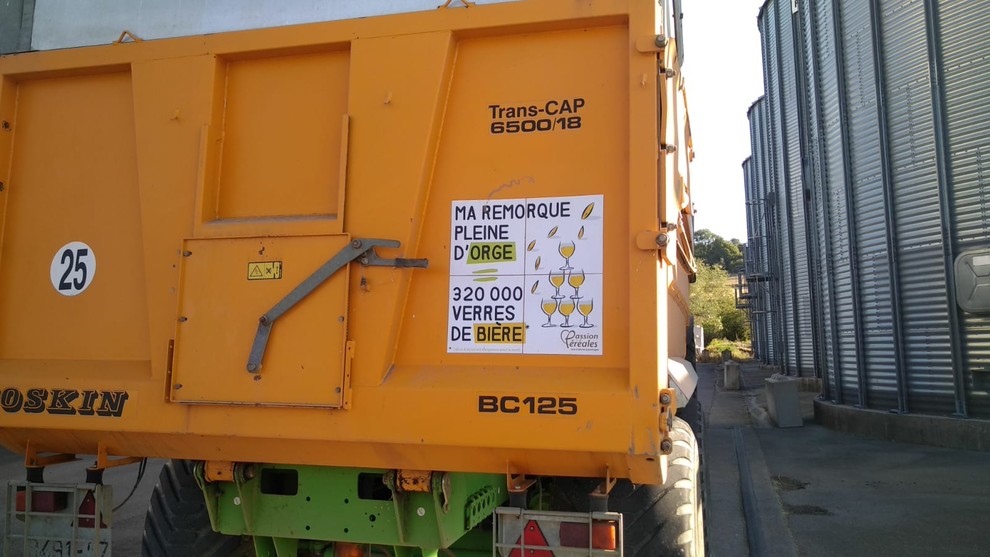 Trans-CAP
6500/18
MA REMORQUE
PLEINE
D'ORGE
=
320 000
VERRES
DE BIÈRE*
Passion
Céréales
25
OSKIN
BC125